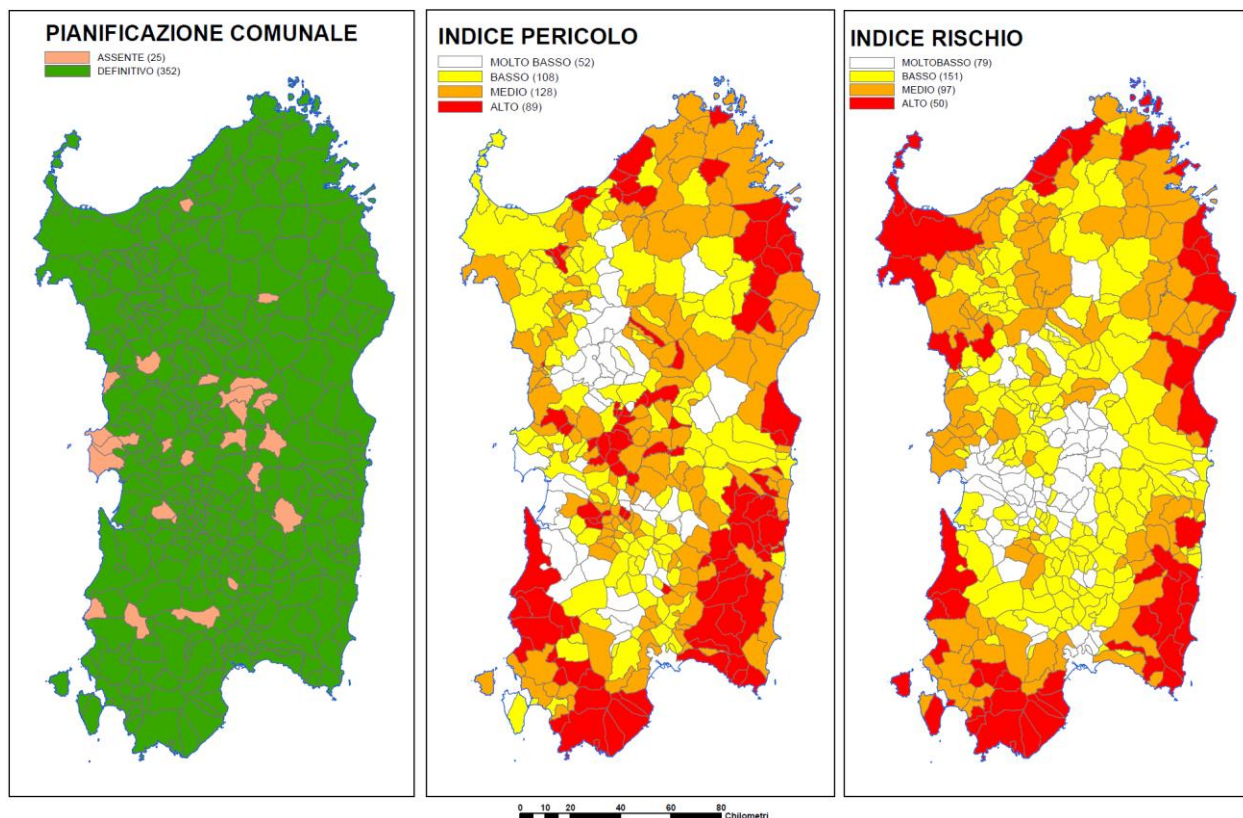 PIANIFICAZIONE COMUNALE
ASSENTE (25)
DEFINITIVO (352)
INDICE PERICOLO
MOLTO BASSO (52)
BASSO (108)
MEDIO (128)
ALTO (89)
INDICE RISCHIO
MOLTOBASSO (79)
BASSO (151)
MEDIO (97)
ALTO (50)
0 10 20 40 60 80
Chilometri